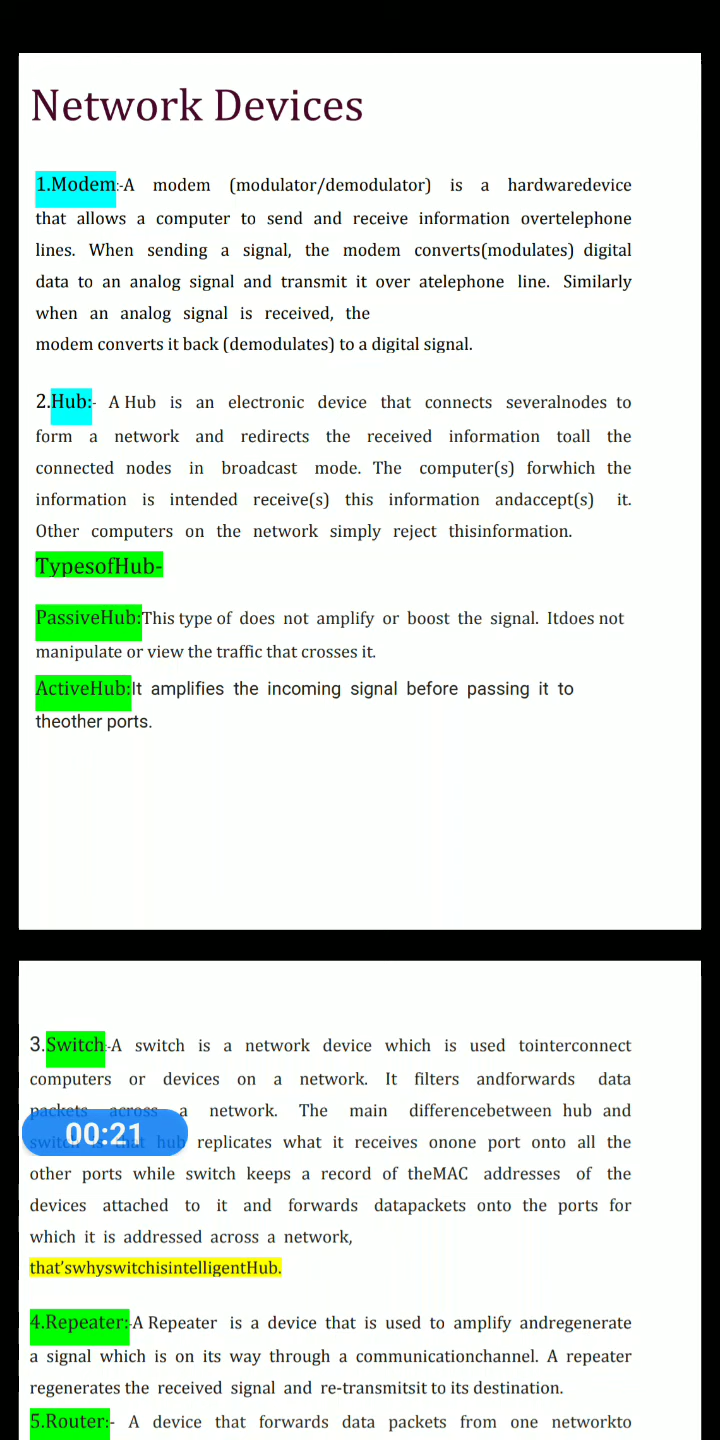 Network Devices
1.Modem:-A modem (modulator/demodulator) is a hardwaredevice
that allows a computer to send and receive information overtelephone
lines. When sending a signal, the modem converts(modulates) digital
data to an analog signal and transmit it over atelephone line. Similarly
when an analog signal is received, the
modem converts it back (demodulates) to a digital signal.
2.Hub:- A Hub is an electronic device that connects severalnodes to
form a network and redirects the received information toall the
connected nodes in broadcast mode. The computer(s) forwhich the
information is intended receive(s) this information andaccept(s) it.
Other computers on the network simply reject thisinformation.
TypesofHub-
PassiveHub:This type of does not amplify or boost the signal. Itdoes not
manipulate or view the traffic that crosses it.
ActiveHub:It amplifies the incoming signal before passing it to
theother ports.
3.Switch-A switch is a network device which is used tointerconnect
computers or devices on a network. It filters andforwards data
packets across a network. The main differencebetween hub and
switch is that hub replicates what it receives onone port onto all the
00:21
other ports while switch keeps a record of theMAC addresses of the
devices attached to it and forwards datapackets onto the ports for
which it is addressed across a network,
that'swhyswitchisintelligentHub.
4.Repeater:-A Repeater is a device that is used to amplify andregenerate
a signal which is on its way through a communicationchannel. A repeater
regenerates the received signal and re-transmitsit to its destination.
5.Router:- A device that forwards data packets from one networkto